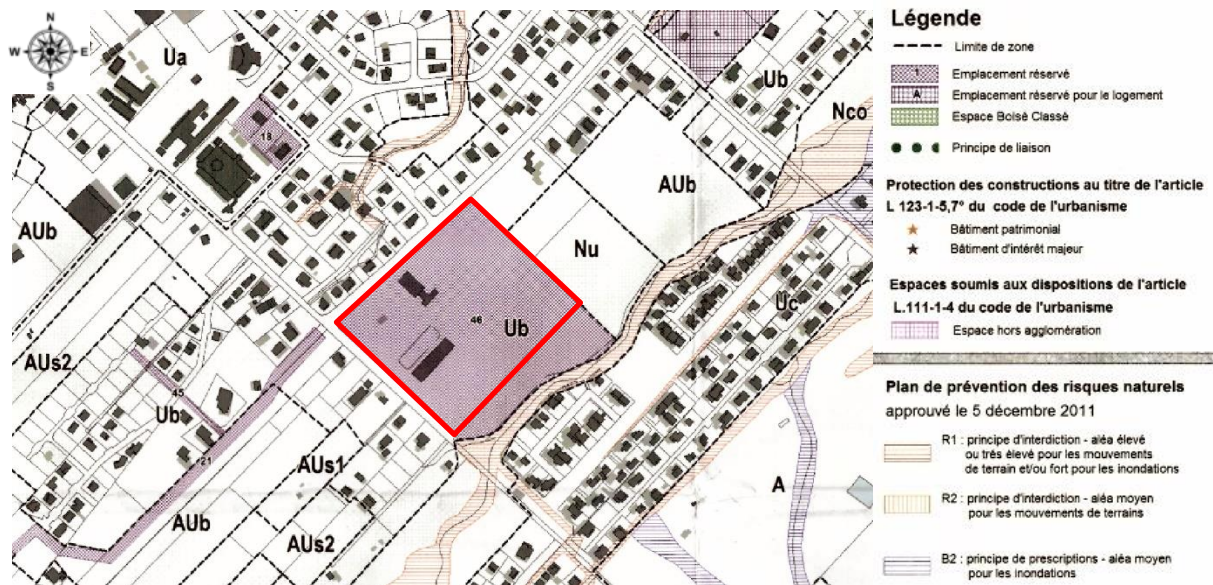 N
W
E
S
Ua
Ub
Nco
18
AUb
AUb
Nu
Uc
46
Ub
AUs2
45
Ub
21
AUs1
A
AUb
AUs2
Légende
Limite de zone
1
Emplacement réservé
A
Emplacement réservé pour le logement
Espace Boisé Classé
Principe de liaison
Protection des constructions au titre de l'article
L 123-1-5,7° du code de l'urbanisme
Bâtiment patrimonial
Bâtiment d'intérêt majeur
Espaces soumis aux dispositions de l'article
L.111-1-4 du code de l'urbanisme
Espace hors agglomération
Plan de prévention des risques naturels
approuvé le 5 décembre 2011
R1 : principe d'interdiction - aléa élevé
ou très élevé pour les mouvements
de terrain et/ou fort pour les inondations
R2 : principe d'interdiction - aléa moyen
pour les mouvements de terrains
B2 : principe de prescriptions - aléa moyen
pour les inondations